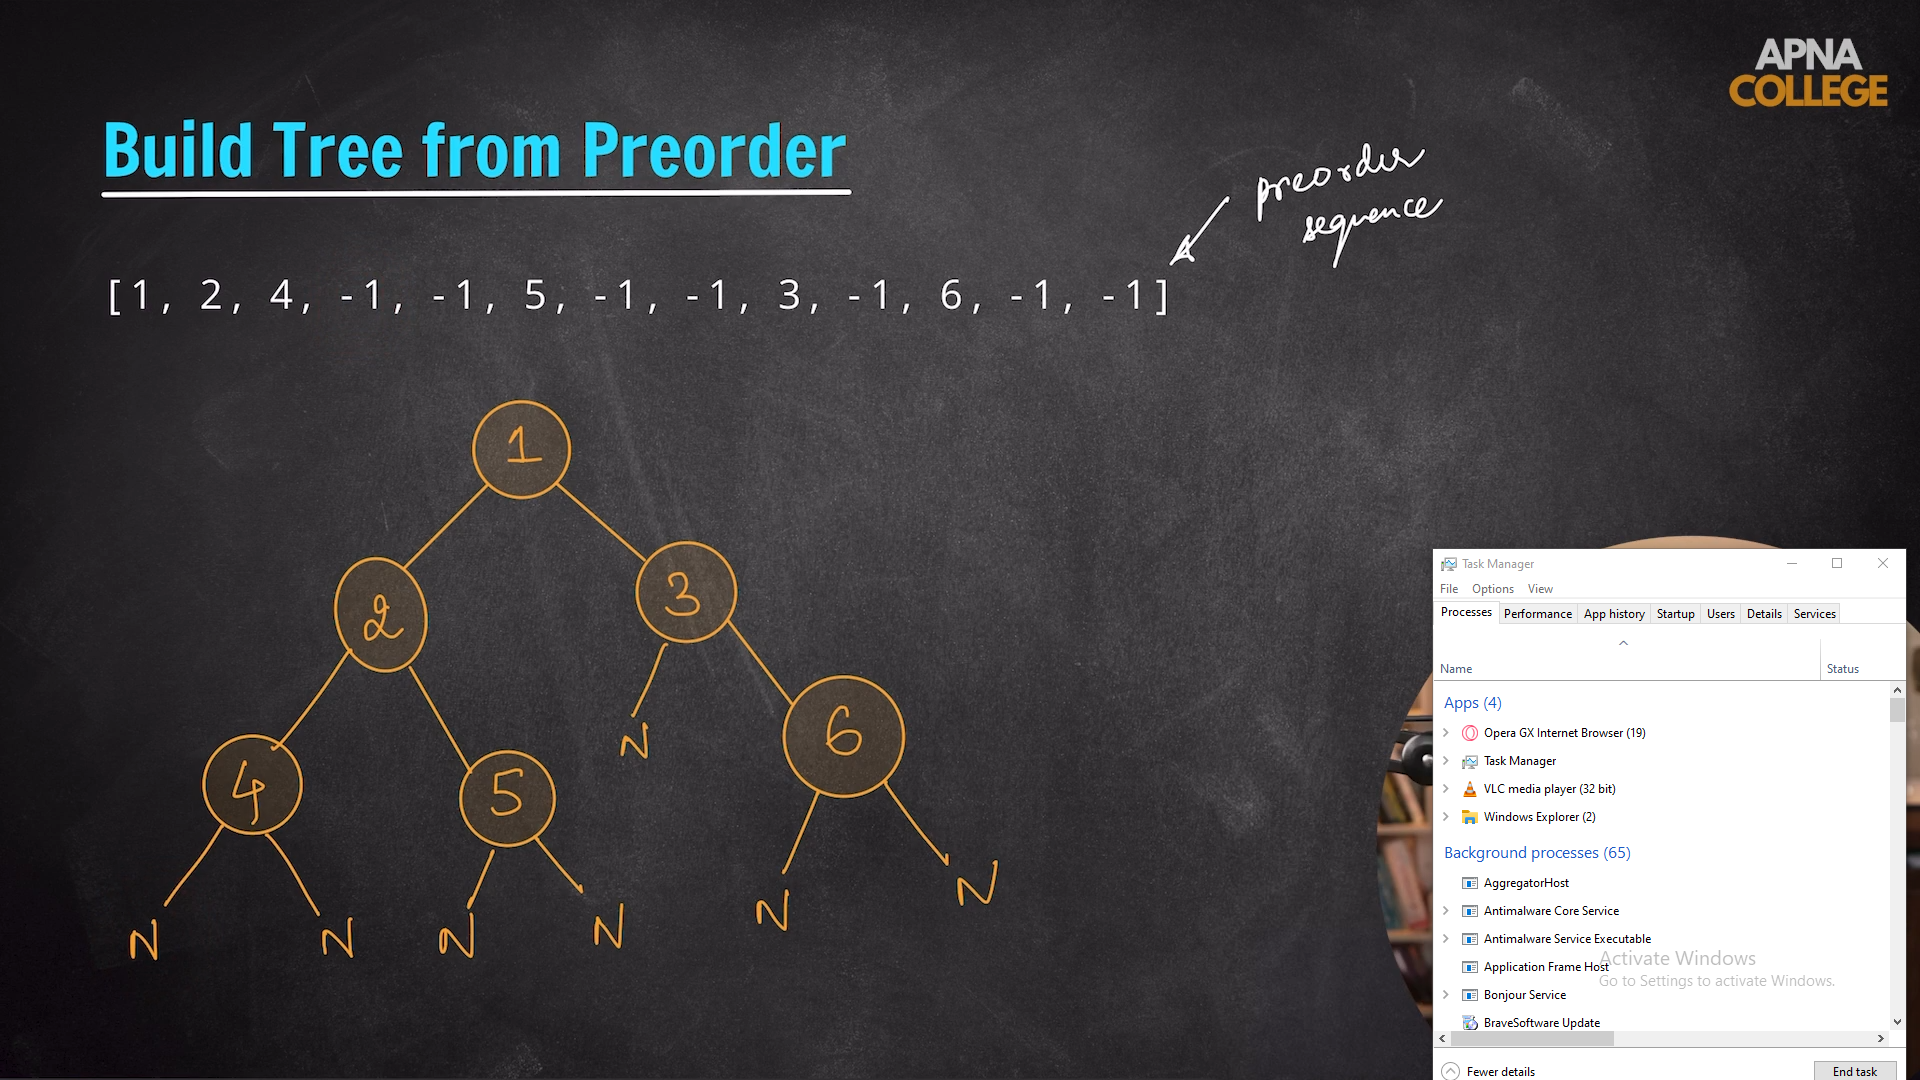 APNA
COLLEGE
Build Tree from Preorder
preorder
sequence
[1, 2, 4, -1, -1, 5, -1, -1, 3, -1, 6, -1, -1]
1
2
3
4
5
N
6
N
N
N
N
N
N
Task Manager
File Options View
Processes Performance App history Startup Users Details Services
Name Status
Apps (4)
Opera GX Internet Browser (19)
Task Manager
VLC media player (32 bit)
Windows Explorer (2)
Background processes (65)
AggregatorHost
Antimalware Core Service
Antimalware Service Executable
Application Frame Host
Bonjour Service
BraveSoftware Update
Activate Windows
Go to Settings to activate Windows.
Fewer details
End task